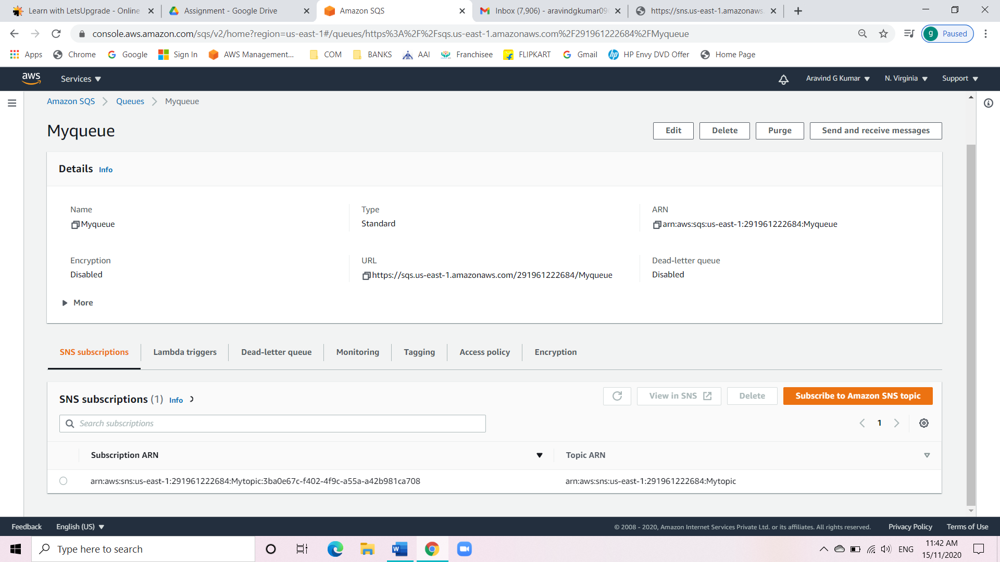 Learn with LetsUpgrade - Online
Assignment - Google Drive
Amazon SQS
Inbox (7,906) - aravindgkumar09
https://sns.us-east-1.amazonaws.
console.aws.amazon.com/sqs/v2/home?region=us-east-1#/queues/https%3A%2F%2Fsqs.us-east-1.amazonaws.com%2F291961222684%2FMyqueue
g Paused
Apps Chrome Google Sign In AWS Management... COM BANKS AAI Franchisee FLIPKART Gmail HP Envy DVD Offer Home Page
aws Services Aravind G Kumar N. Virginia Support
Amazon SQS Queues Myqueue
Myqueue
Edit Delete Purge Send and receive messages
Details Info
Name Type ARN
Myqueue Standard arn:aws:sqs:us-east-1:291961222684:Myqueue
Encryption URL Dead-letter queue
Disabled https://sqs.us-east-1.amazonaws.com/291961222684/Myqueue Disabled
More
SNS subscriptions Lambda triggers Dead-letter queue Monitoring Tagging Access policy Encryption
SNS subscriptions (1) Info View in SNS Delete Subscribe to Amazon SNS topic
Search subscriptions 1
Subscription ARN Topic ARN
arn:aws:sns:us-east-1:291961222684:Mytopic:3ba0e67c-f402-4f9c-a55a-a42b981ca708 arn:aws:sns:us-east-1:291961222684:Mytopic
Feedback English (US) © 2008 - 2020, Amazon Internet Services Private Ltd. or its affiliates. All rights reserved. Privacy Policy Terms of Use
Type here to search ENG 11:42 AM
15/11/2020